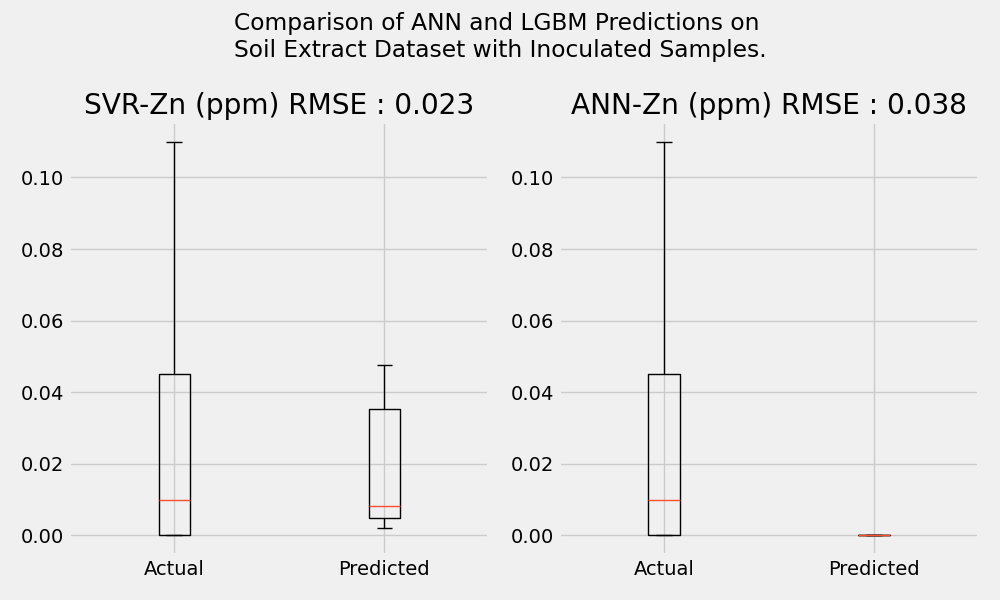 Comparison of ANN and LGBM Predictions on
Soil Extract Dataset with Inoculated Samples.
SVR-Zn (ppm) RMSE : 0.023
0.10
0.08
0.06
0.04
0.02
0.00
Actual Predicted
ANN-Zn (ppm) RMSE : 0.038
0.10
0.08
0.06
0.04
0.02
0.00
Actual Predicted